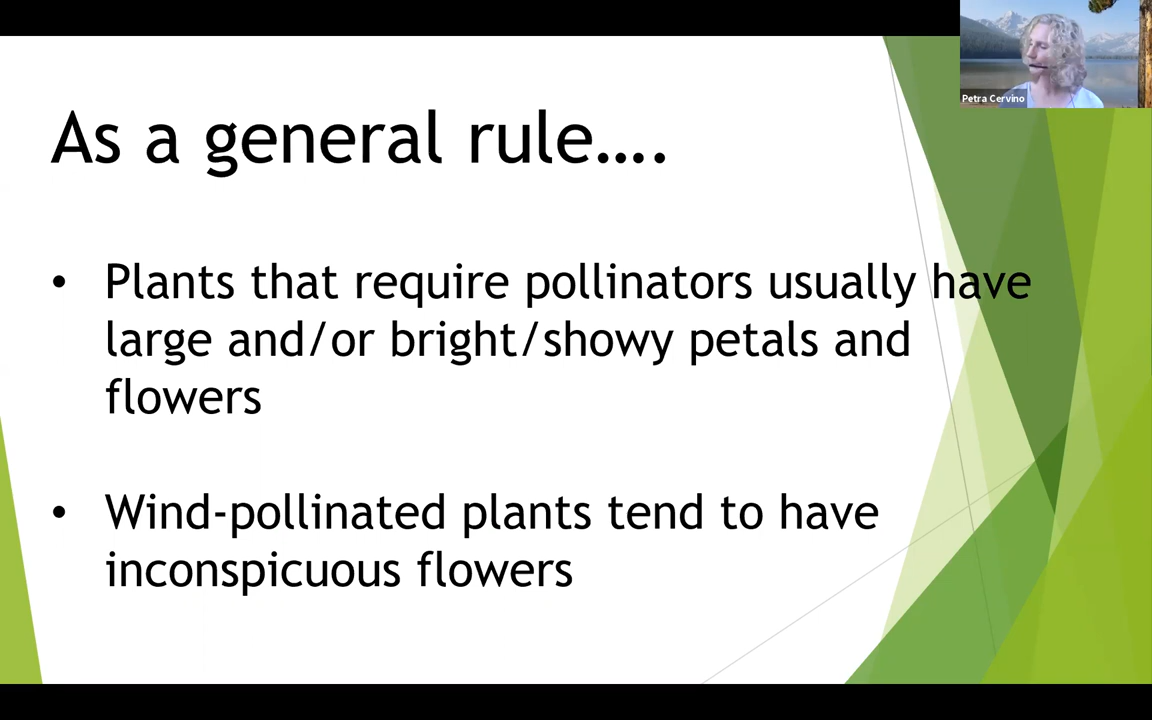 Petra Cervino
As a general rule....
• Plants that require pollinators usually have
large and/or bright/showy petals and
flowers
• Wind-pollinated plants tend to have
inconspicuous flowers